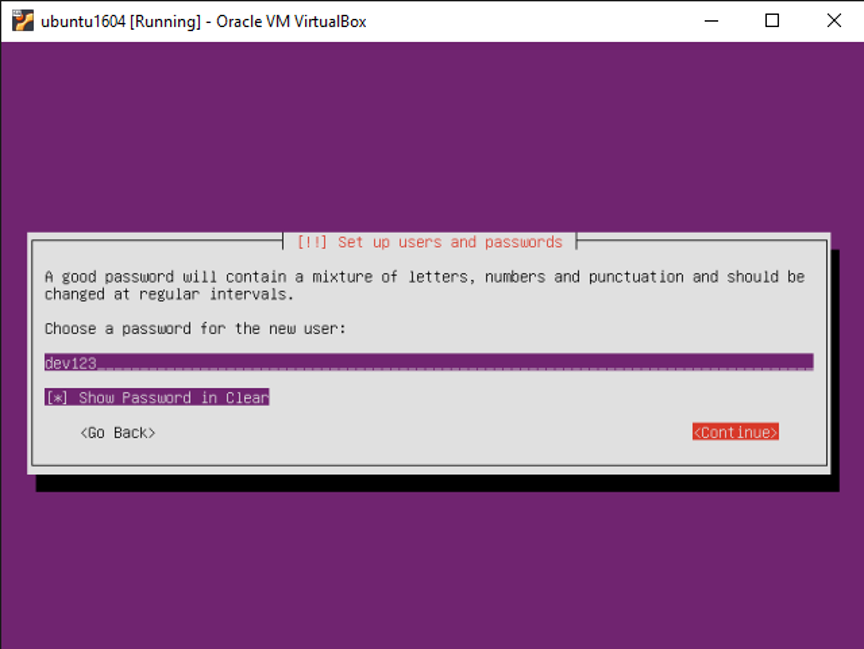 ubuntu1604 [Running] - Oracle VM VirtualBox
[!!] Set up users and passwords
A good password will contain a mixture of letters, numbers and punctuation and should be
changed at regular intervals.
Choose a password for the new user:
dev123
[*] Show Password in Clear
<Go Back> <Continue>